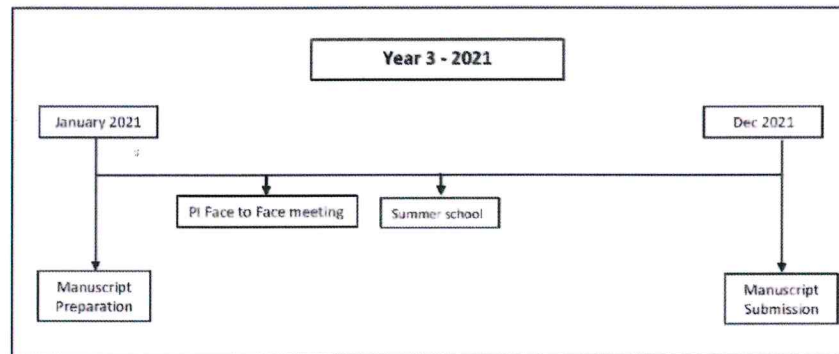 Year 3 - 2021
January 2021
Dec 2021
PI Face to Face meeting
Summer school
Manuscript
Preparation
Manuscript
Submission